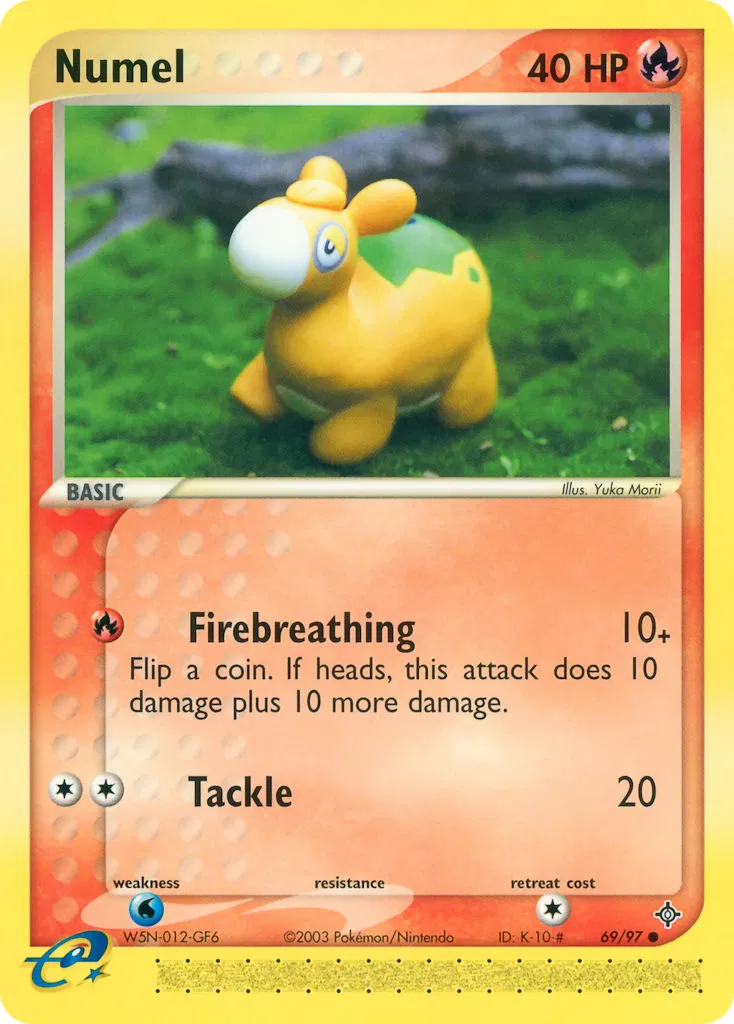 Numel 40 HP
BASIC
Illus. Yuka Morii
Firebreathing 10+
Flip a coin. If heads, this attack does 10
damage plus 10 more damage.
Tackle 20
weakness resistance retreat cost
W5N-012-GF6 ©2003 Pokémon/Nintendo ID: K-10-# 69/97
e